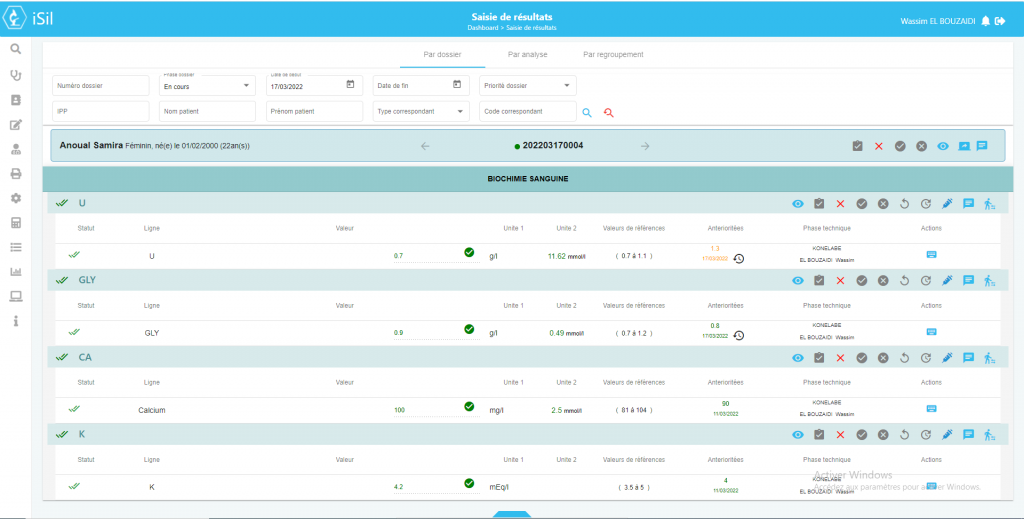 iSil
Saisie de résultats
Dashboard > Saisie de résultats
Wassim EL BOUZAIDI
Par dossier Par analyse Par regroupement
Numéro dossier
Phase dossier
En cours
Date de début
17/03/2022
Date de fin
Priorité dossier
IPP
Nom patient
Prénom patient
Type correspondant
Code correspondant
Anoual Samira Féminin, né(e) le 01/02/2000 (22an(s))
202203170004
BIOCHIMIE SANGUINE
U
Statut Ligne Valeur Unite 1 Unite 2 Valeurs de références Anterioritées Phase technique Actions
U 0.7 g/l 11.62 mmol/l ( 0.7 à 1.1 ) 1.3 17/03/2022 KONELABE EL BOUZAIDI Wassim
GLY
Statut Ligne Valeur Unite 1 Unite 2 Valeurs de références Anterioritées Phase technique Actions
GLY 0.9 g/l 0.49 mmol/l ( 0.7 à 1.2 ) 0.8 17/03/2022 KONELABE EL BOUZAIDI Wassim
CA
Statut Ligne Valeur Unite 1 Unite 2 Valeurs de références Anterioritées Phase technique Actions
Calcium 100 mg/l 2.5 mmol/l ( 81 à 104 ) 90 11/03/2022 KONELABE EL BOUZAIDI Wassim
K
Statut Ligne Valeur Unite 1 Unite 2 Valeurs de références Anterioritées Phase technique Actions
K 4.2 mEq/l ( 3.5 à 5 ) 4 11/03/2022 KONELABE EL BOUZAIDI Wassim
Activer Windows
Accédez aux paramètres pour activer Windows.